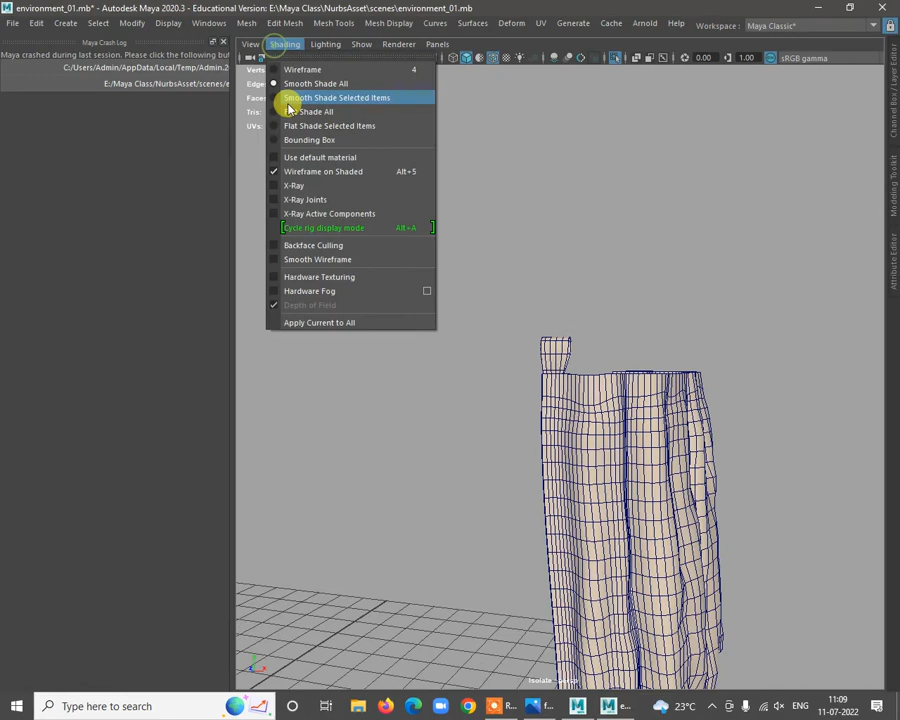 environment_01.mb* - Autodesk Maya 2020.3 - Educational Version: E:\Maya Class\NurbsAsset\scenes\environment_01.mb
File Edit Create Select Modify Display Windows Mesh Edit Mesh Mesh Tools Mesh Display Curves Surfaces Deform UV Generate Cache Arnold Help
Workspace : Maya Classic*
Maya Crash Log
View Shading Lighting Show Renderer Panels
Maya crashed during last session. Please click the following button
0.00 1.00 sRGB gamma
C:/Users/Admin/AppData/Local/Temp/Admin.20
E:/Maya Class/NurbsAsset/scenes/e
Verts
Edge
Faces
Tris:
UVs:
Wireframe 4
Smooth Shade All
Smooth Shade Selected Items
Shade All
Flat Shade Selected Items
Bounding Box
Use default material
Wireframe on Shaded Alt+5
X-Ray
X-Ray Joints
X-Ray Active Components
Cycle rig display mode Alt+A
Backface Culling
Smooth Wireframe
Hardware Texturing
Hardware Fog
Depth of Field
Apply Current to All
Channel Box / Layer Editor
Modeling Toolkit
Attribute Editor
Isolate : Persp
Type here to search
R...
f...
e...
23°C
11:09
11-07-2022